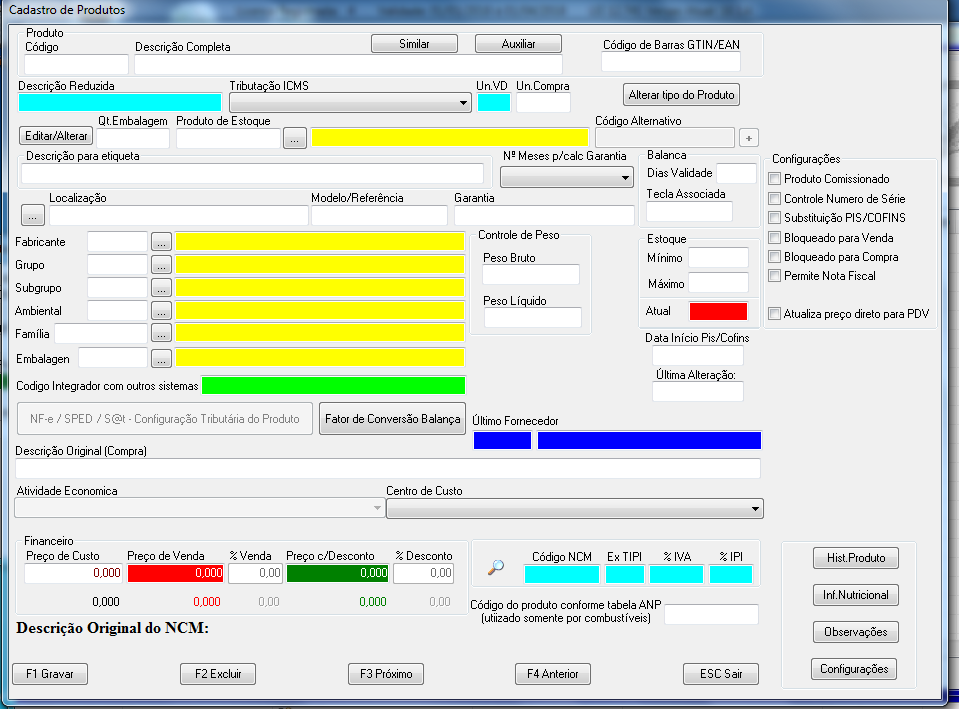 Cadastro de Produtos
Produto
Código Descrição Completa Similar Auxiliar Código de Barras GTIN/EAN
Descrição Reduzida Tributação ICMS Un.VD Un.Compra
Alterar tipo do Produto
Qt.Embalagem Produto de Estoque Código Alternativo
Editar/Alterar ... +
Descrição para etiqueta Nº Meses p/calc Garantia Balanca
Dias Validade
Tecla Associada
Configurações
Produto Comissionado
Controle Numero de Série
Substituição PIS/COFINS
Bloqueado para Venda
Bloqueado para Compra
Permite Nota Fiscal
Atualiza preço direto para PDV
Localização Modelo/Referência Garantia
...
Fabricante ...
Grupo ...
Subgrupo ...
Ambiental ...
Família ...
Embalagen ...
Controle de Peso
Peso Bruto
Peso Líquido
Estoque
Mínimo
Máximo
Atual
Data Início Pis/Cofins
Última Alteração:
Codigo Integrador com outros sistemas
NF-e / SPED / S@t - Configuração Tributária do Produto Fator de Conversão Balança Último Fornecedor
Descrição Original (Compra)
Atividade Economica Centro de Custo
Financeiro
Preço de Custo Preço de Venda % Venda Preço c/Desconto % Desconto
0,000 0,000 0,00 0,000 0,00
0,000 0,000 0,00 0,000 0,00
Código NCM Ex TIPI % IVA % IPI
Código do produto conforme tabela ANP
(utiizado somente por combustíveis)
Descrição Original do NCM:
Hist.Produto
Inf.Nutricional
Observações
Configurações
F1 Gravar F2 Excluir F3 Próximo F4 Anterior ESC Sair